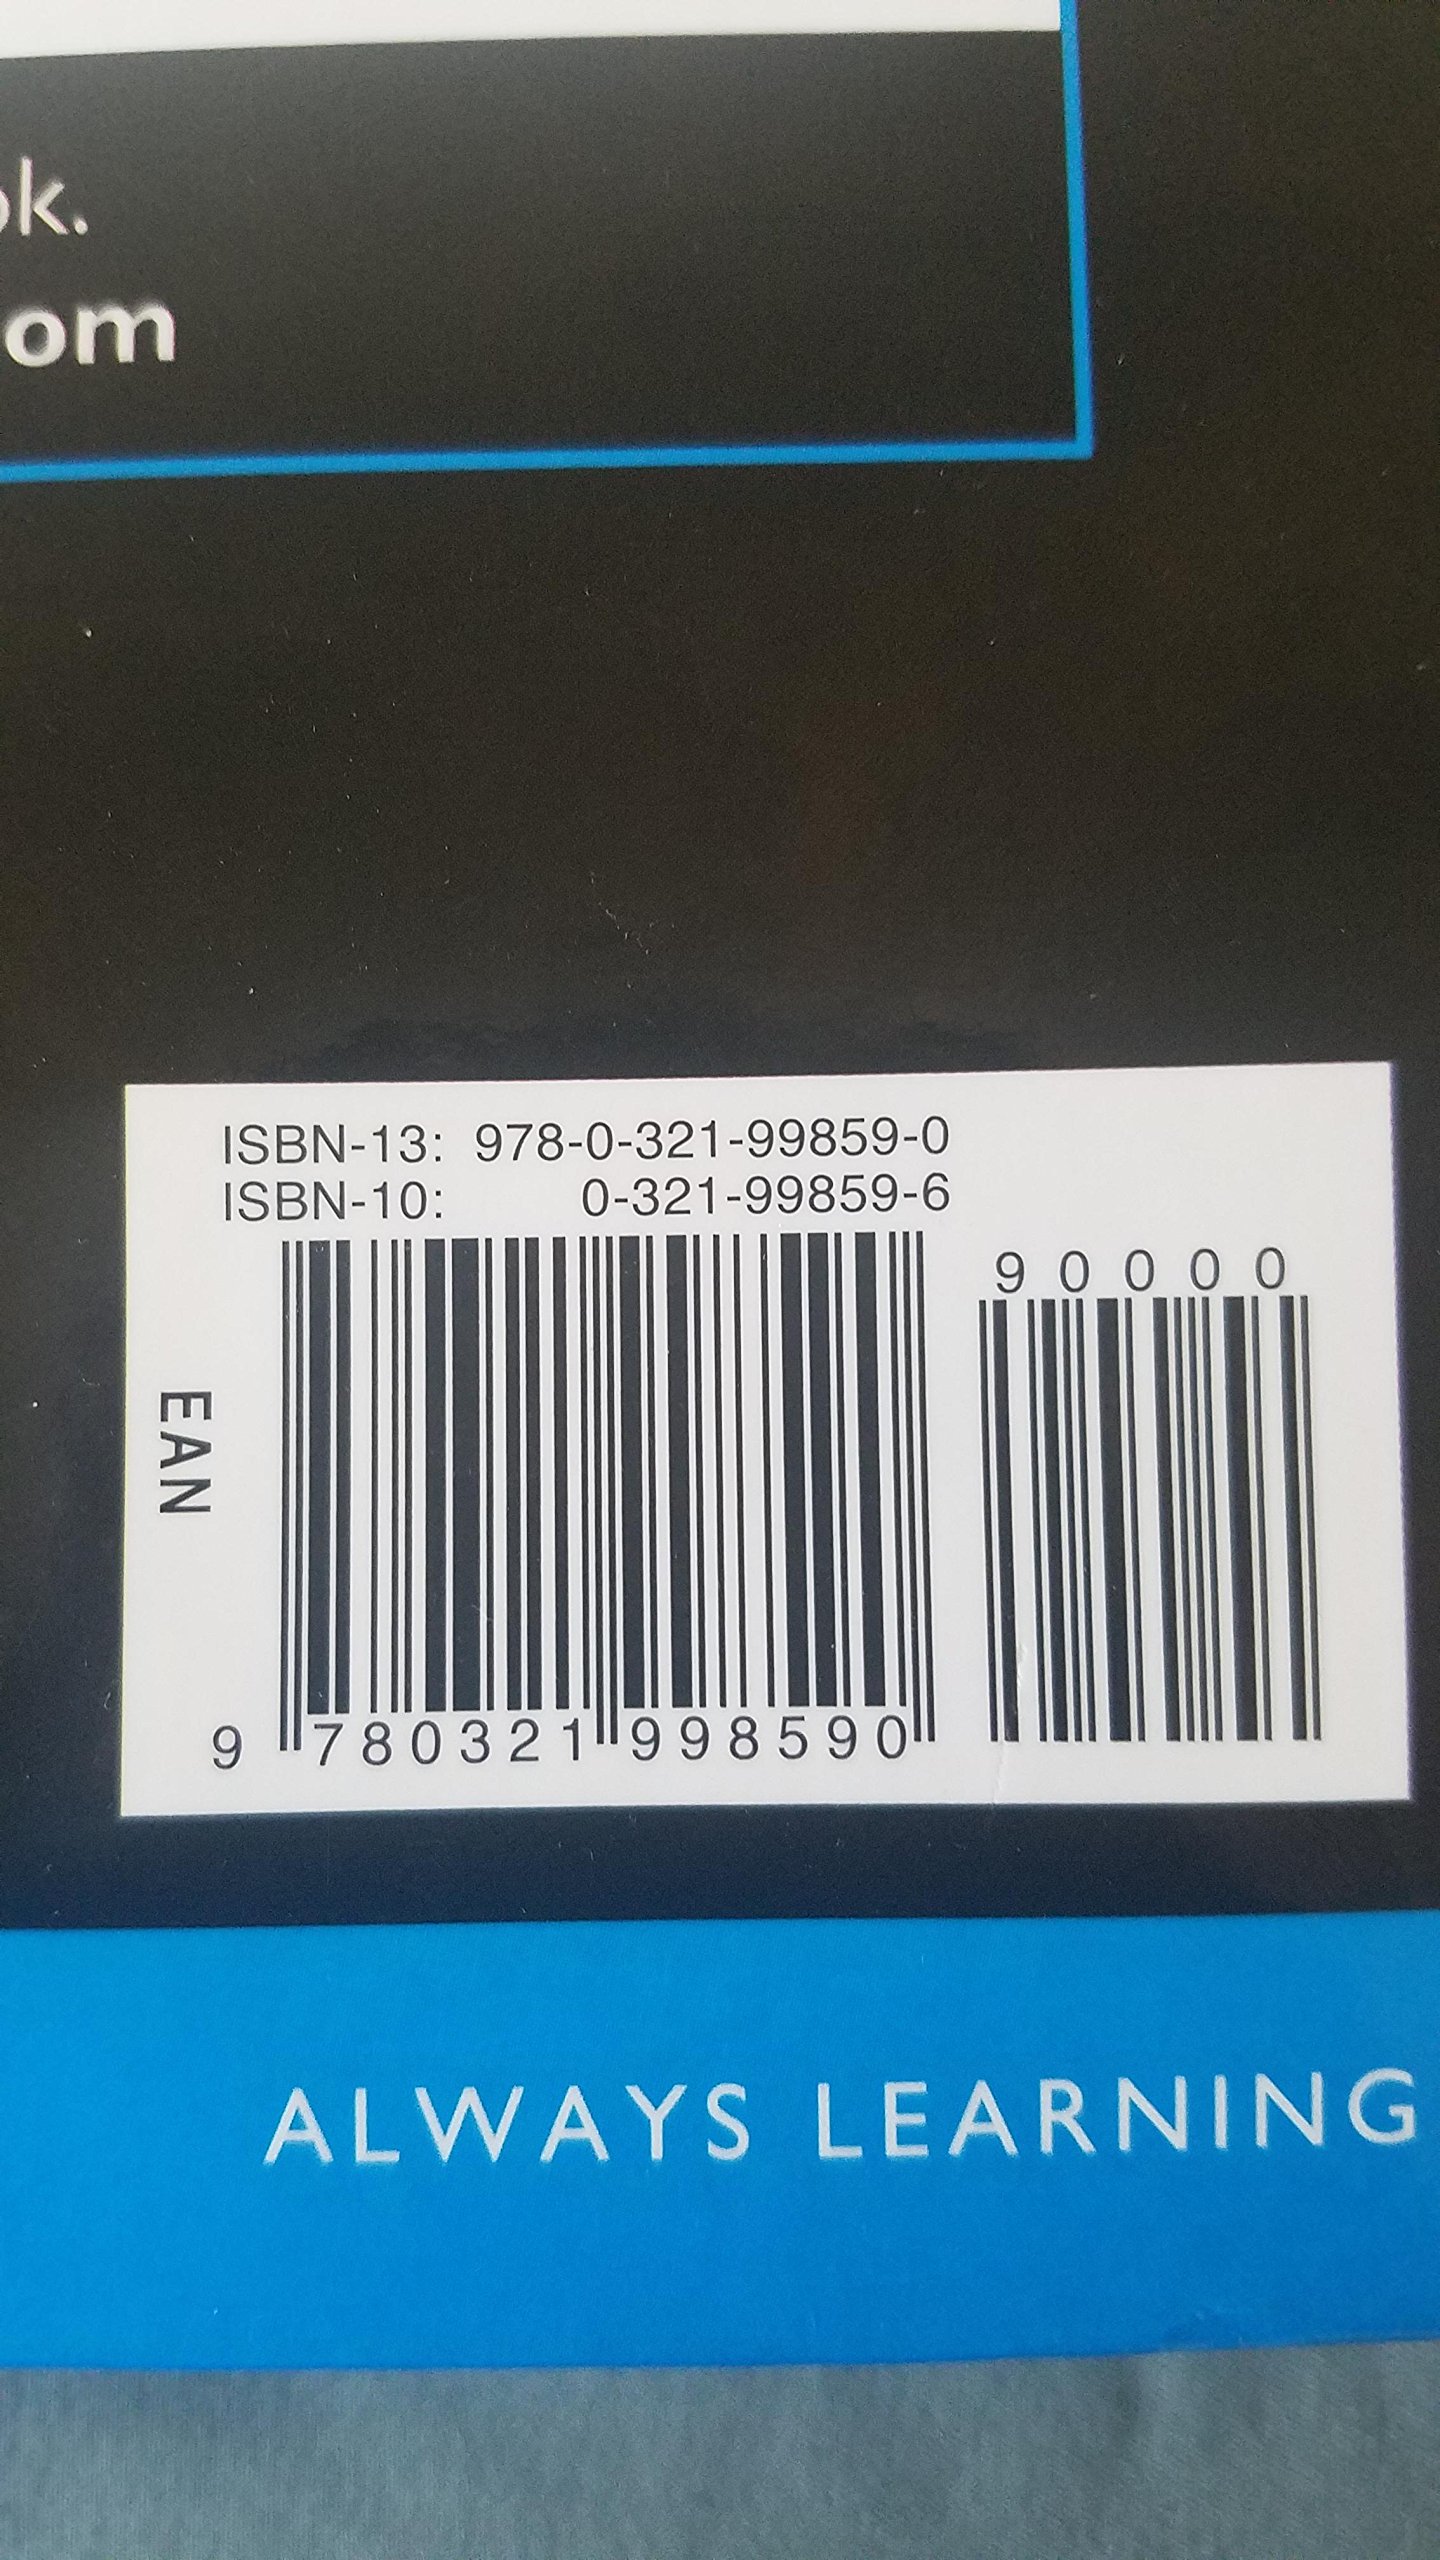 ok.
om
ISBN-13: 978-0-321-99859-0
ISBN-10: 0-321-99859-6
90000
EAN
9 780321 998590
ALWAYS LEARNING